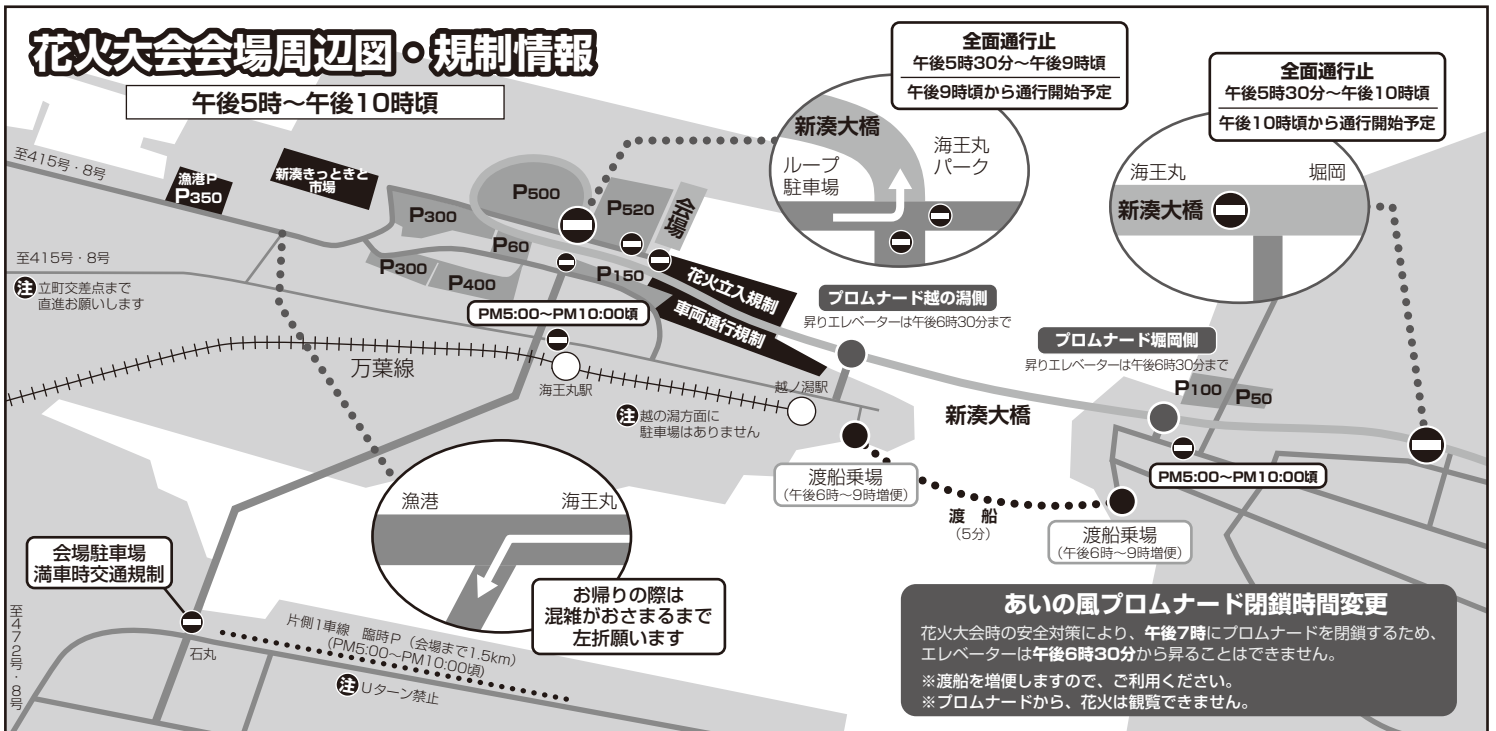 花火大会会場周辺図・規制情報
午後5時〜午後10時頃
全面通行止
午後5時30分〜午後9時頃
午後9時頃から通行開始予定
全面通行止
午後5時30分〜午後10時頃
午後10時頃から通行開始予定
新湊大橋
ループ
駐車場
海王丸
パーク
海王丸
堀岡
新湊大橋
至415号・8号
漁港P
P350
新湊きっときと
市場
P300
P500
P520
会場
P60
P150
P300
P400
至415号・8号
注 立町交差点まで
直進お願いします
PM5:00〜PM10:00頃
花火立入規制
車両通行規制
プロムナード越の潟側
昇りエレベーターは午後6時30分まで
プロムナード堀岡側
昇りエレベーターは午後6時30分まで
P100
P50
万葉線
海王丸駅
越ノ潟駅
注 越の潟方面に
駐車場はありません
新湊大橋
PM5:00〜PM10:00頃
渡船乗場
(午後6時〜9時増便)
渡 船
(5分)
渡船乗場
(午後6時〜9時増便)
漁港
海王丸
お帰りの際は
混雑がおさまるまで
左折願います
会場駐車場
満車時交通規制
至472号・8号
石丸
片側1車線 臨時P(会場まで1.5km)
(PM5:00〜PM10:00頃)
注 Uターン禁止
あいの風プロムナード閉鎖時間変更
花火大会時の安全対策により、午後7時にプロムナードを閉鎖するため、
エレベーターは午後6時30分から昇ることはできません。
※渡船を増便しますので、ご利用ください。
※プロムナードから、花火は観覧できません。